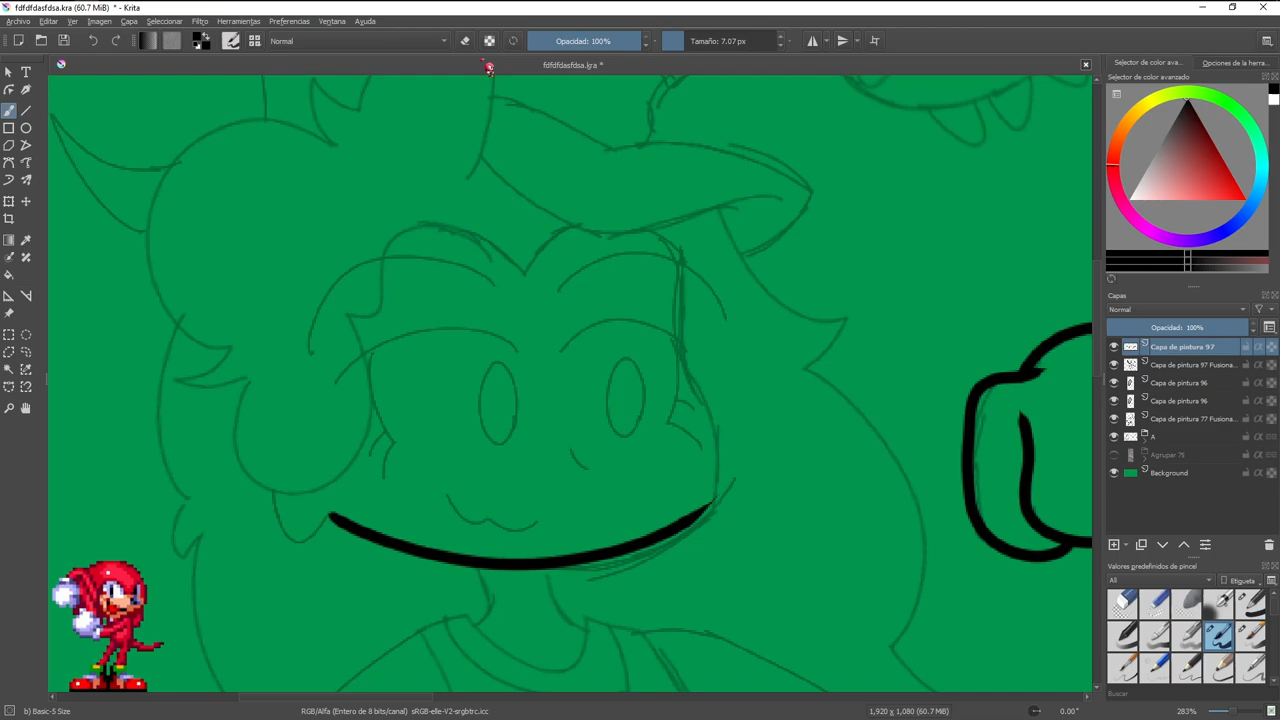 fdfdfdasfdsa.kra (60.7 MiB) * - Krita
Archivo Editar Ver Imagen Capa Seleccionar Filtro Herramientas Preferencias Ventana Ayuda
Normal Opacidad: 100% Tamaño: 7.07 px
fdfdfdasfdsa.kra *
Selector de color ava... Opciones de la herra...
Selector de color avanzado
Capas
Normal
Opacidad: 100%
Capa de pintura 97
Capa de pintura 97 Fusiona...
Capa de pintura 96
Capa de pintura 96
Capa de pintura 77 Fusiona...
A
Agrupar 75
Background
Valores predefinidos de pincel
All Etiqueta
Buscar
b) Basic-5 Size RGB/Alfa (Entero de 8 bits/canal) sRGB-elle-V2-srgbtrc.icc 1,920 x 1,080 (60.7 MiB) 0.00° 283%